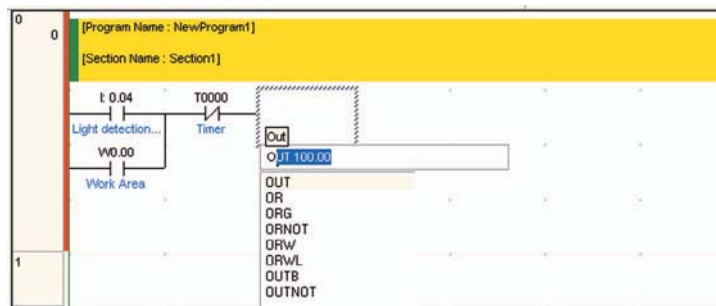 0
0
[Program Name : NewProgram1]
[Section Name : Section1]
I: 0.04
T0000
Light detection...
Timer
W0.00
Work Area
Out
OUT 100.00
OUT
OR
ORG
ORNOT
ORW
ORWL
OUTB
OUTNOT
1